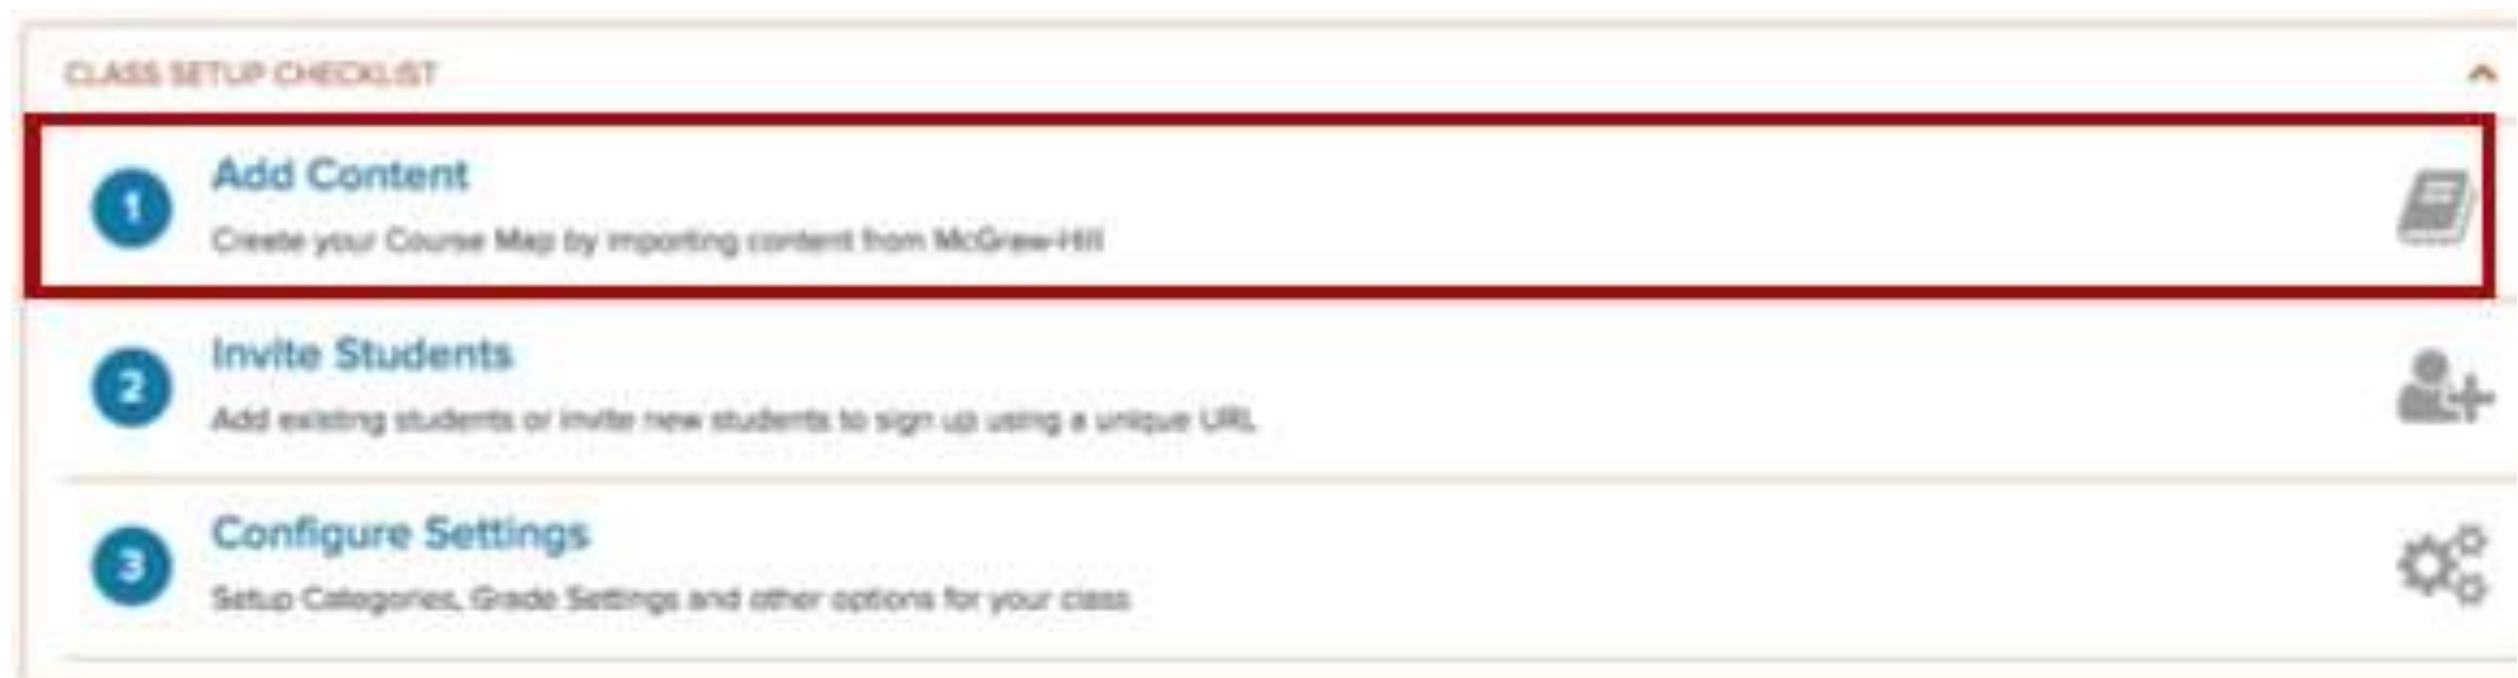 CLASS SETUP CHECKLIST
1
Add Content
Create your Course Map by importing content from McGraw-Hill
2
Invite Students
Add existing students or invite new students to sign up using a unique URL
3
Configure Settings
Setup Categories, Grade Settings and other options for your class